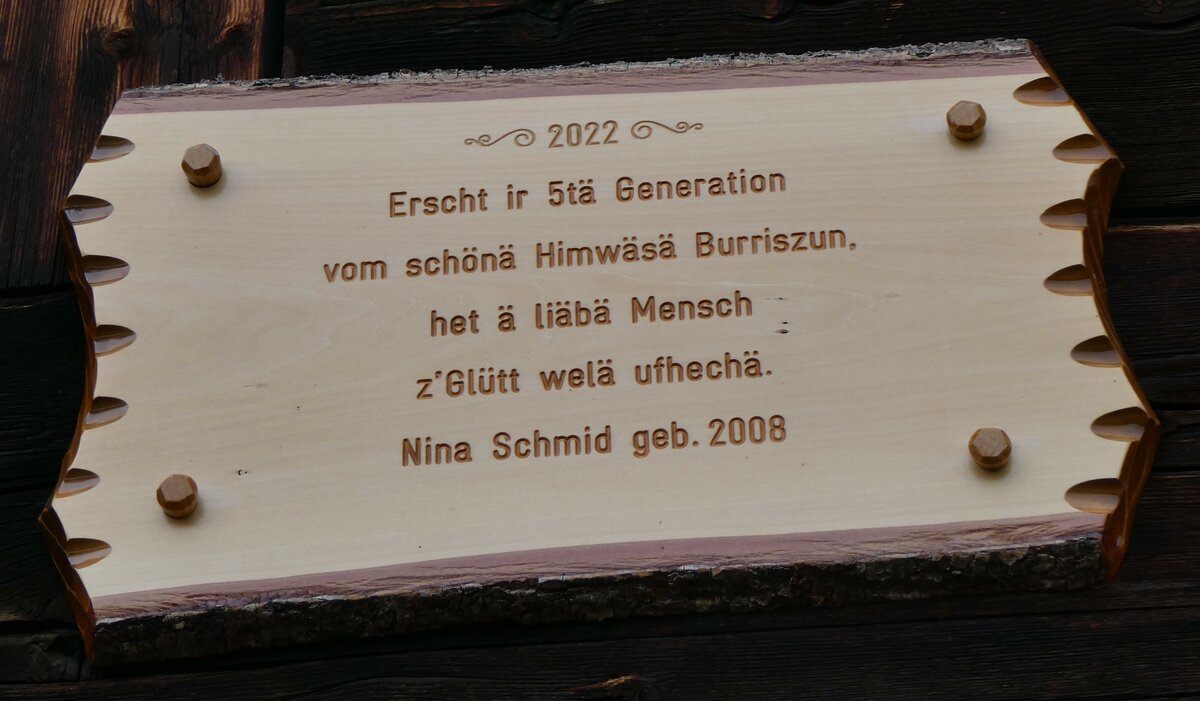 2022
Erscht ir 5tä Generation
vom schönä Himwäsä Burriszun,
het ä liäbä Mensch
z'Glütt welä ufhechä.
Nina Schmid geb. 2008